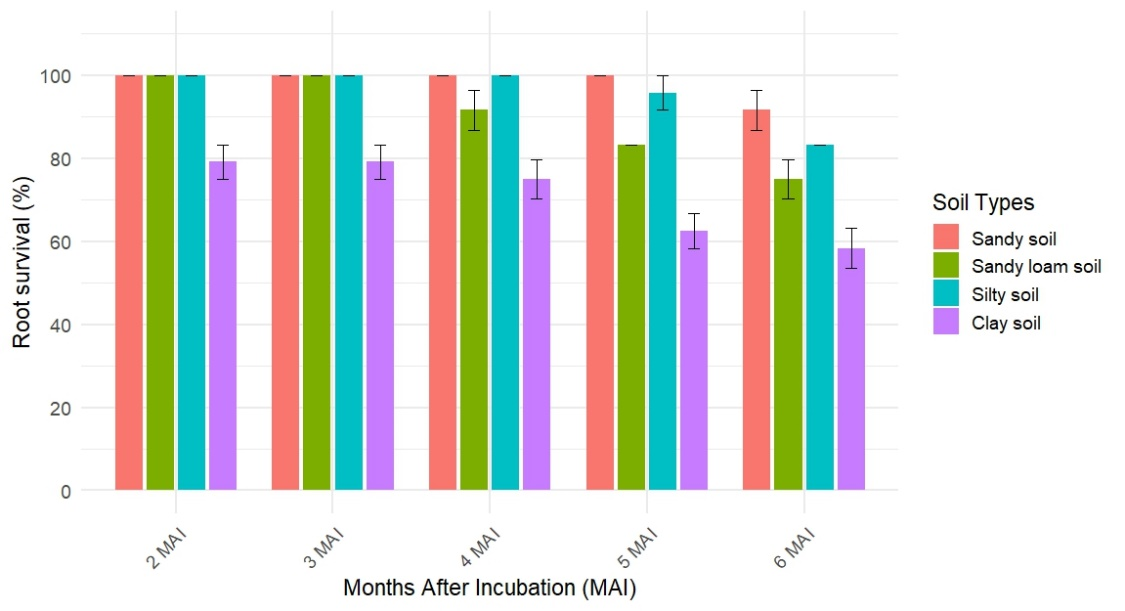 Root survival (%)
100
80
60
40
20
0
2 MAI
3 MAI
4 MAI
5 MAI
6 MAI
Months After Incubation (MAI)
Soil Types
Sandy soil
Sandy loam soil
Silty soil
Clay soil